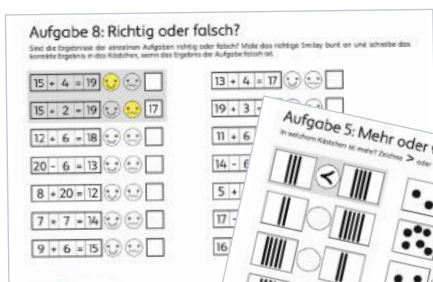 Aufgabe 8: Richtig oder falsch?
Sind die Ergebnisse der einzelnen Aufgaben richtig oder falsch? Male das richtige Smiley bunt an und schreibe das
korrekte Ergebnis in das Kästchen, wenn das Ergebnis der Aufgabe falsch ist.
15 + 4 = 19
15 + 2 = 19 17
12 + 6 = 18
20 - 6 = 13
8 + 20 = 12
7 + 7 = 14
9 + 6 = 15
13 + 4 = 17
19 + 3 =
11 + 6
14 - 6
5 +
17 -
16
Aufgabe 5: Mehr oder
In welchem Kästchen ist mehr? Zeichne > oder
<